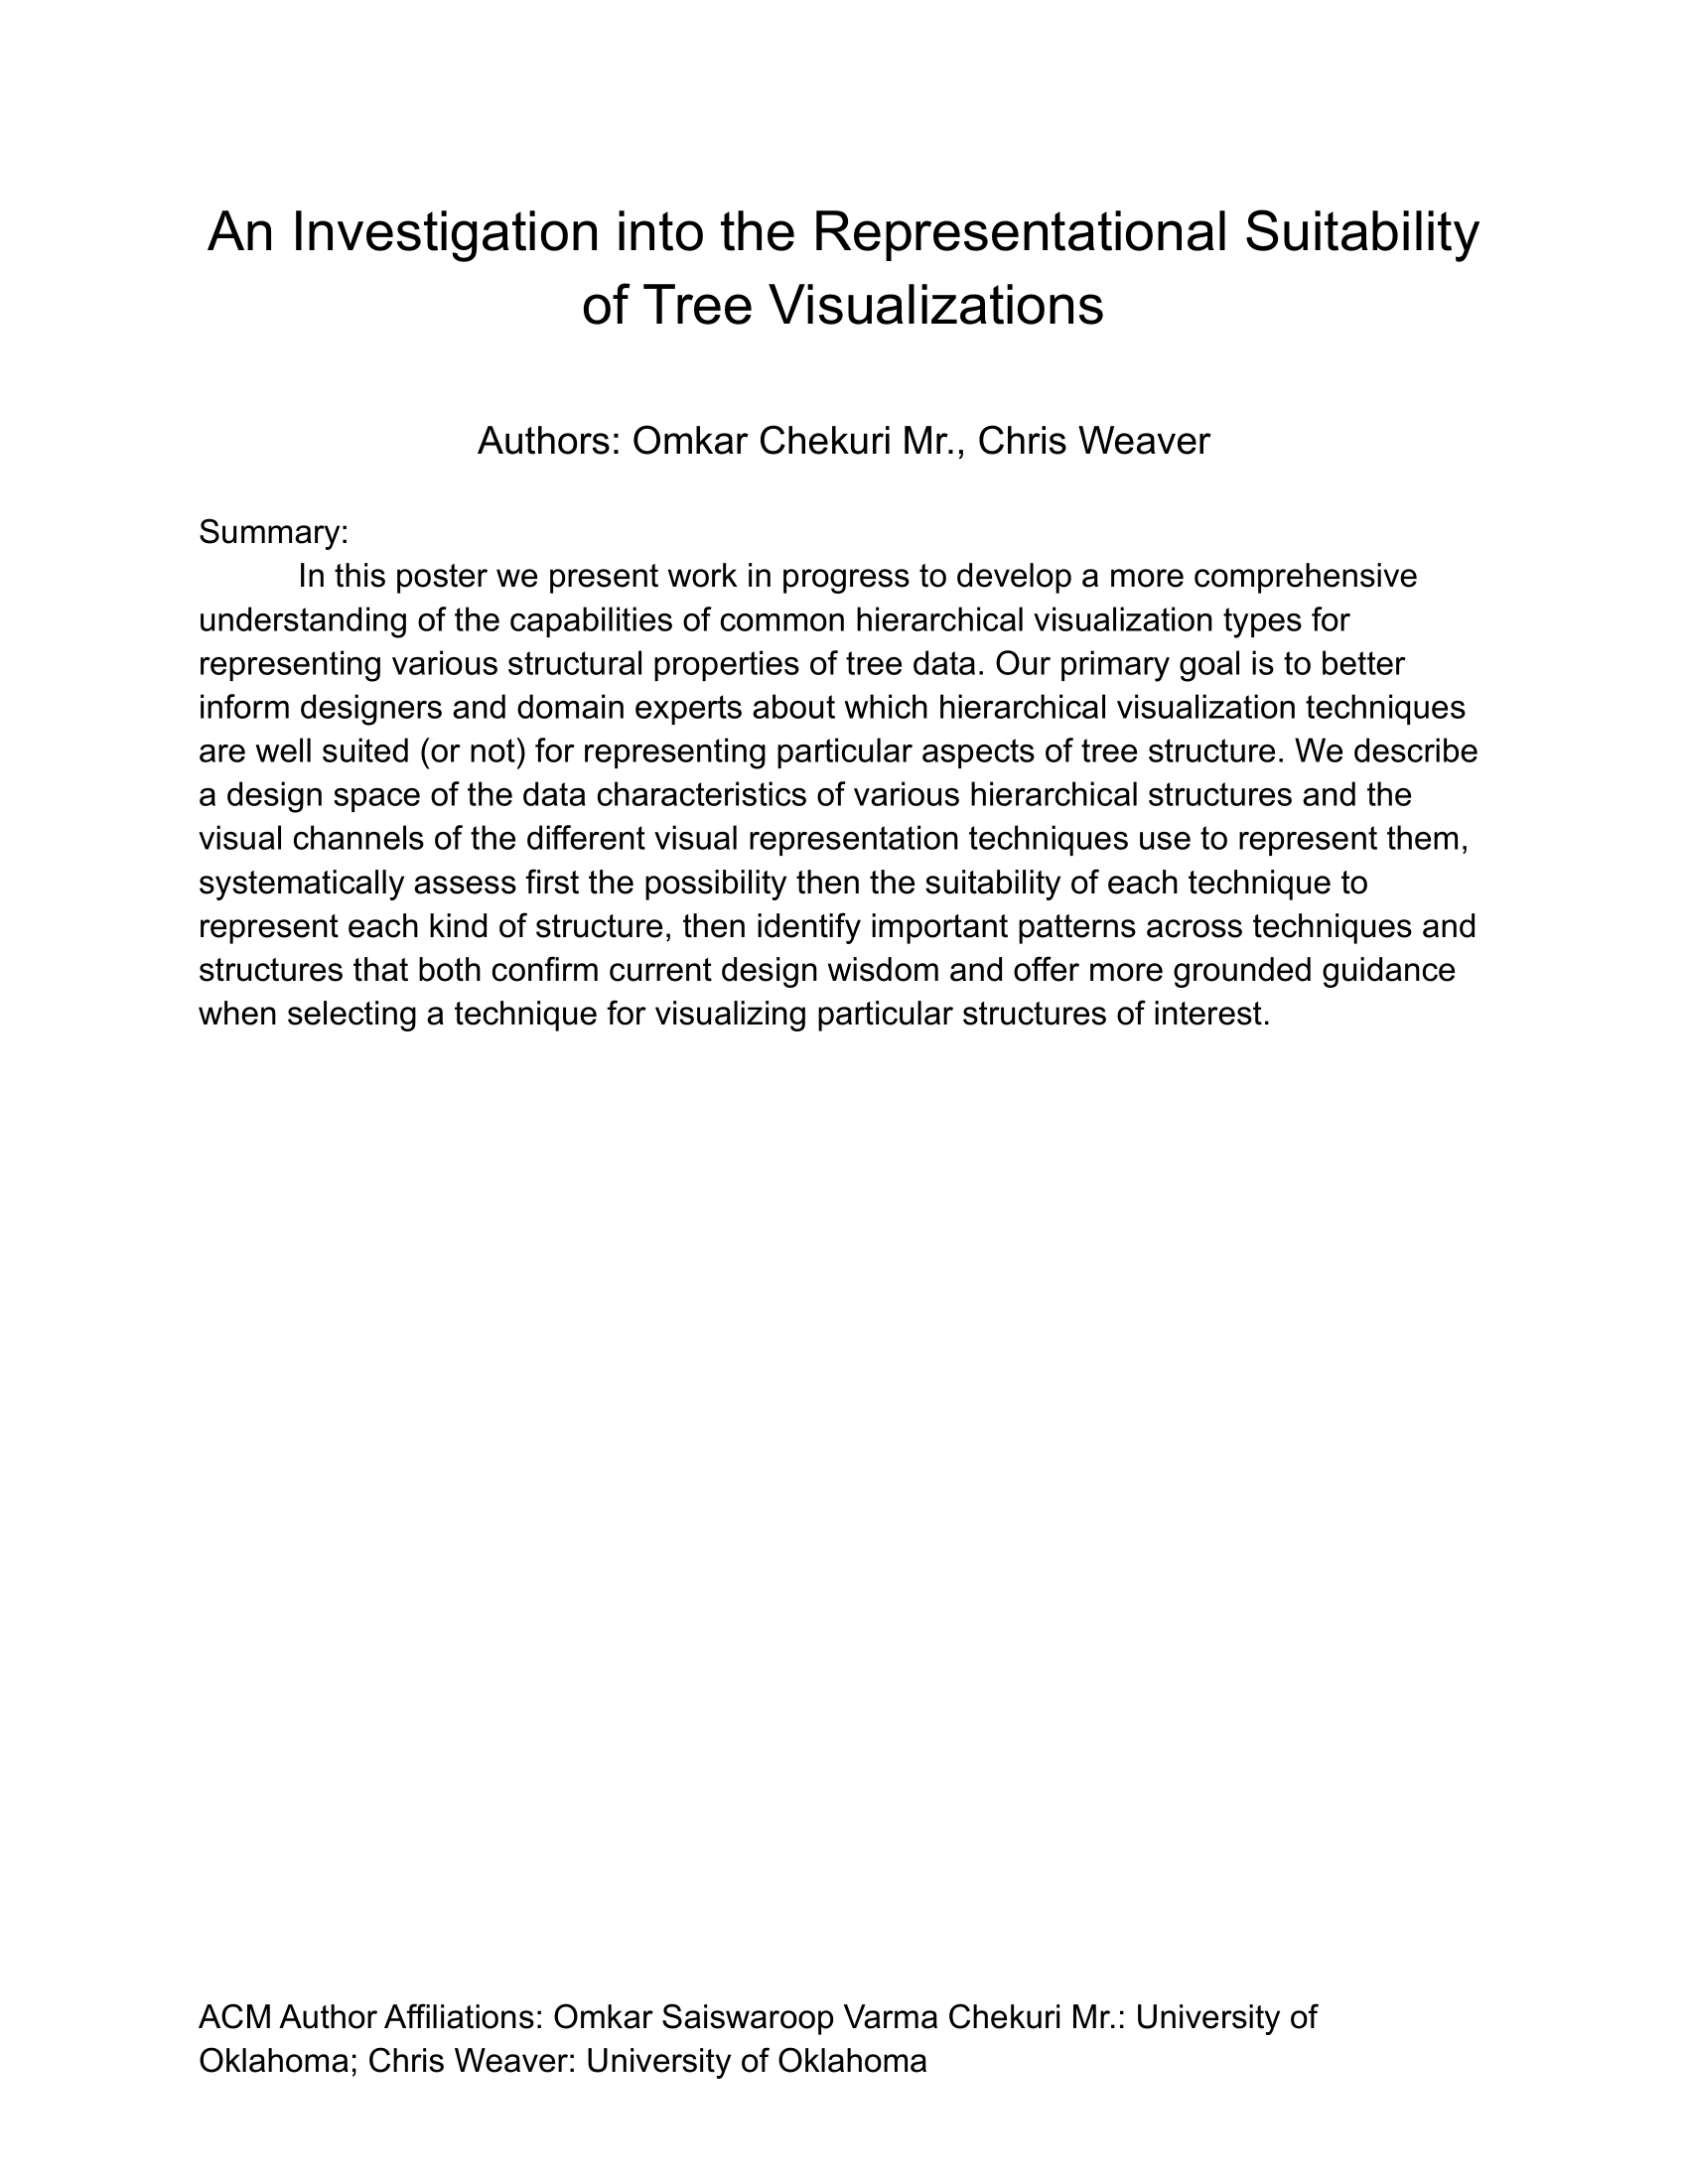 An Investigation into the Representational Suitability
of Tree Visualizations
Authors: Omkar Chekuri Mr., Chris Weaver
Summary:
In this poster we present work in progress to develop a more comprehensive
understanding of the capabilities of common hierarchical visualization types for
representing various structural properties of tree data. Our primary goal is to better
inform designers and domain experts about which hierarchical visualization techniques
are well suited (or not) for representing particular aspects of tree structure. We describe
a design space of the data characteristics of various hierarchical structures and the
visual channels of the different visual representation techniques use to represent them,
systematically assess first the possibility then the suitability of each technique to
represent each kind of structure, then identify important patterns across techniques and
structures that both confirm current design wisdom and offer more grounded guidance
when selecting a technique for visualizing particular structures of interest.
ACM Author Affiliations: Omkar Saiswaroop Varma Chekuri Mr.: University of
Oklahoma; Chris Weaver: University of Oklahoma